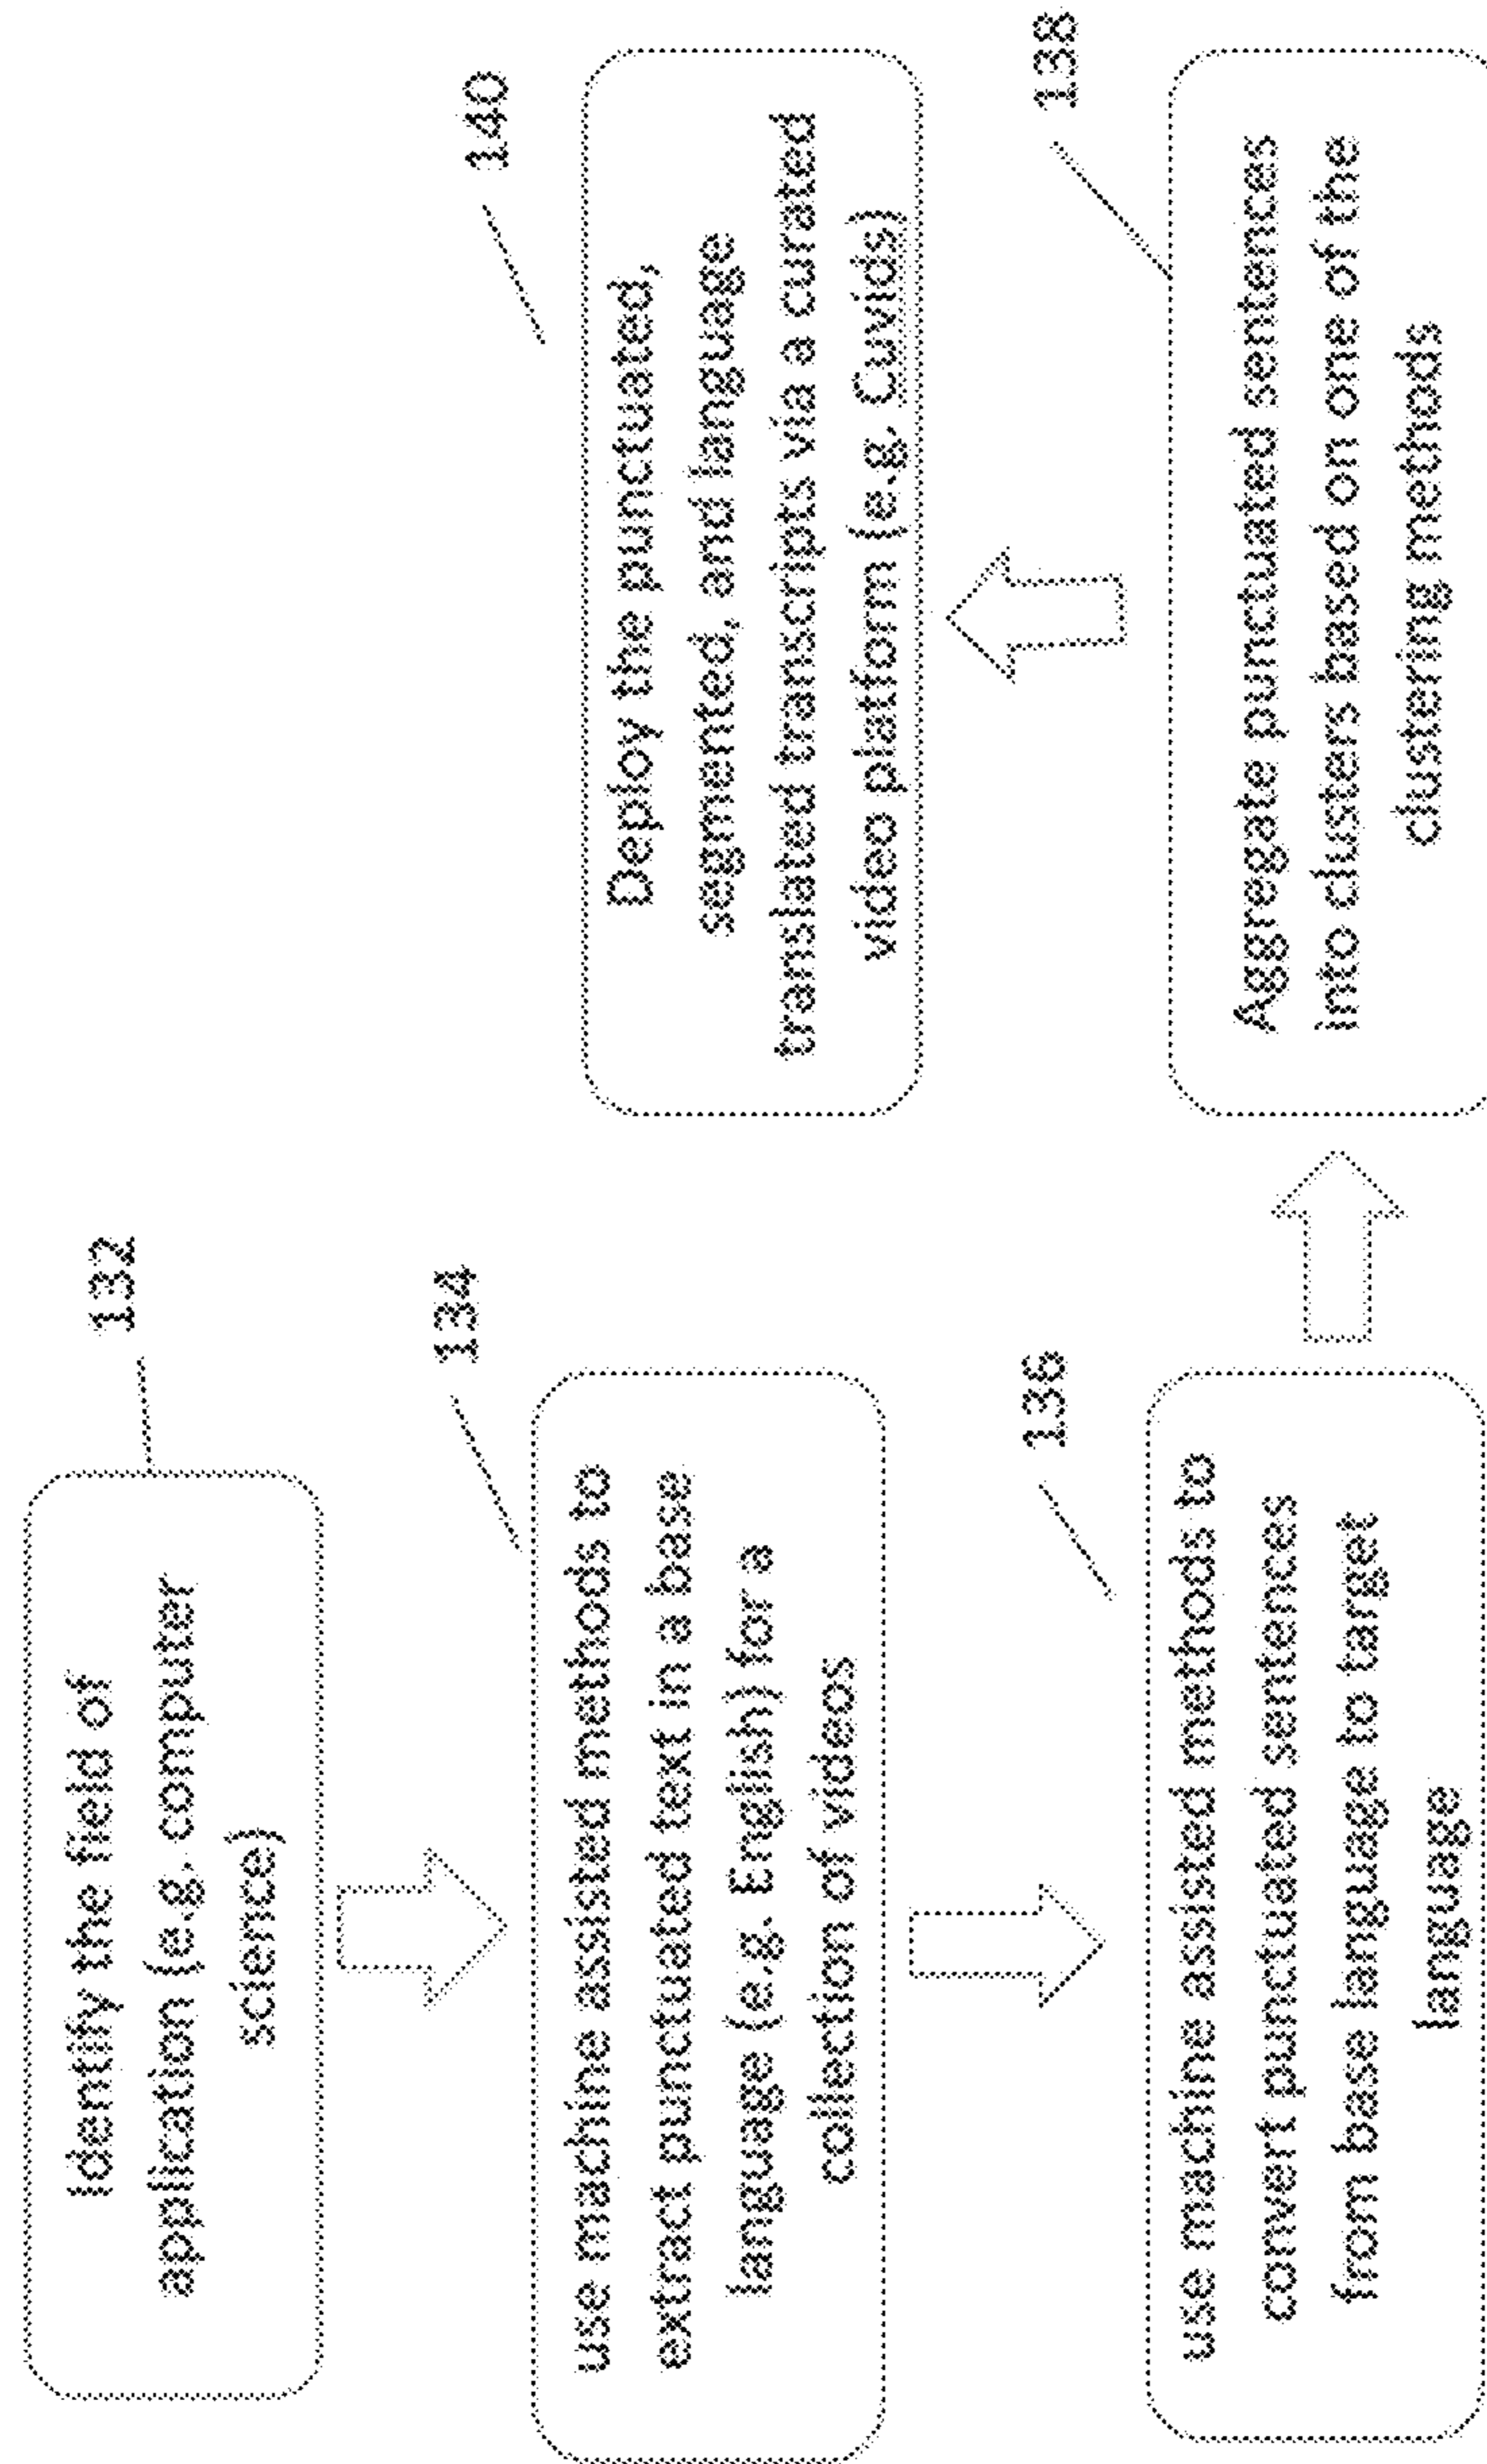 132
Identify the field of
application (e.g. computer
science)
134
use machine assisted methods to
extract punctuated text in a base
language (e.g. English) for a
collection of videos
136
use machine assisted methods to
convert punctuated sentences
from base language to target
language
138
Aggregate punctuated sentences
into clusters based on one of the
clustering methods
140
Deploy the punctuated,
segmented, and language
translated transcripts via a curated
video platform (e.g. Cuvids)